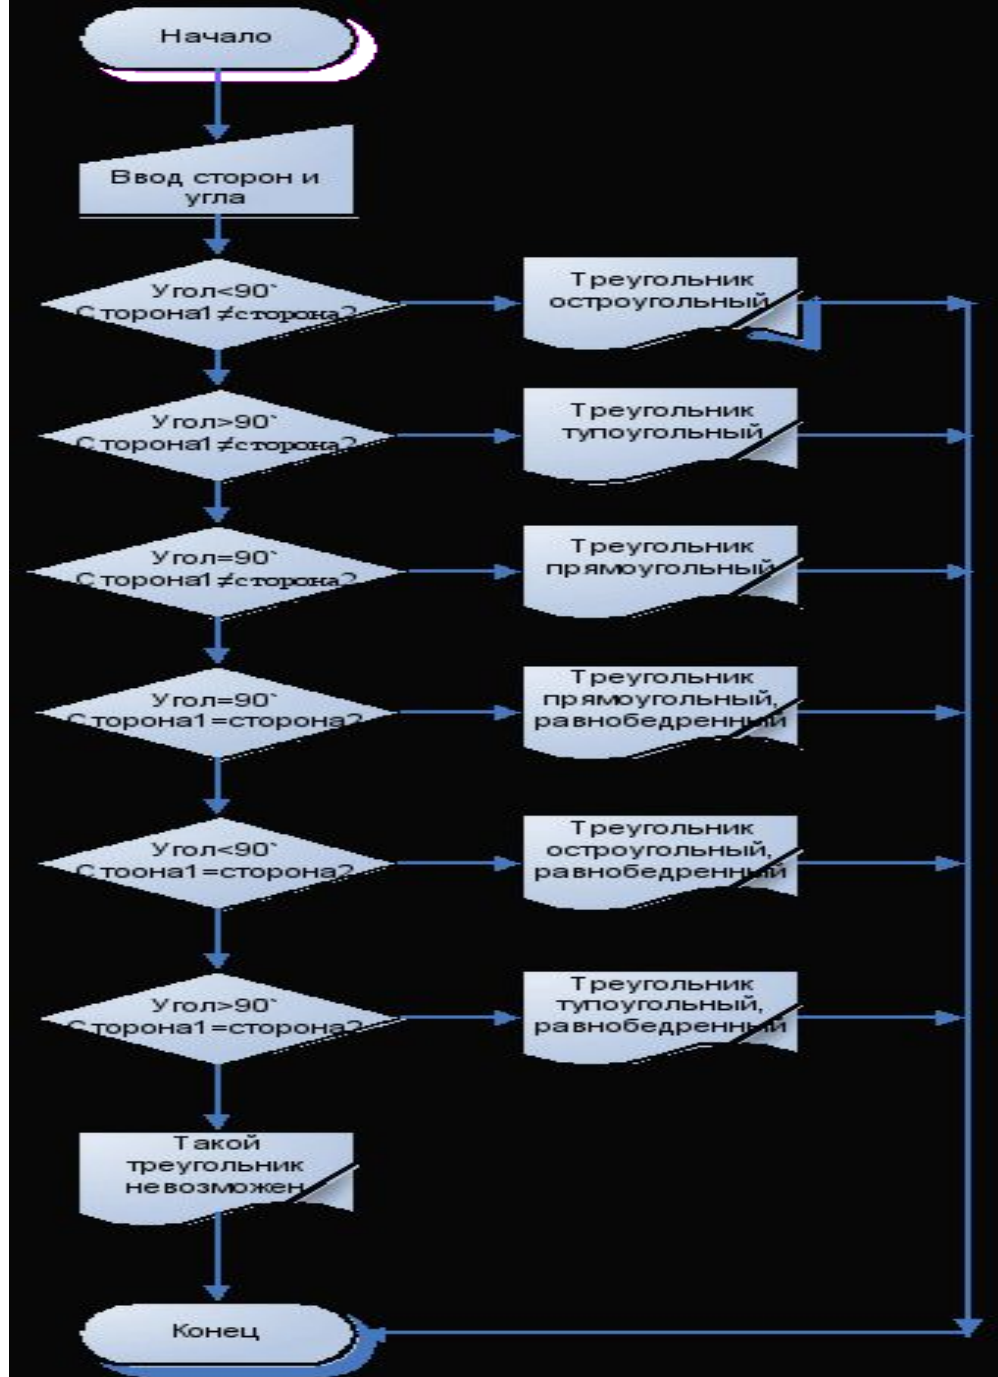 Начало
Ввод сторон и
угла
Угол<90`
Сторона1≠сторона2
Треугольник
остроугольный
Угол>90`
Сторона1≠сторона2
Треугольник
тупоугольный
Угол=90`
Сторона1≠сторона2
Треугольник
прямоугольный
Угол=90`
Сторона1=сторона2
Треугольник
прямоугольный,
равнобедренный
Угол<90`
Стоона1=сторона2
Треугольник
остроугольный,
равнобедренный
Угол>90`
Сторона1=сторона2
Треугольник
тупоугольный,
равнобедренный
Такой
треугольник
невозможен
Конец